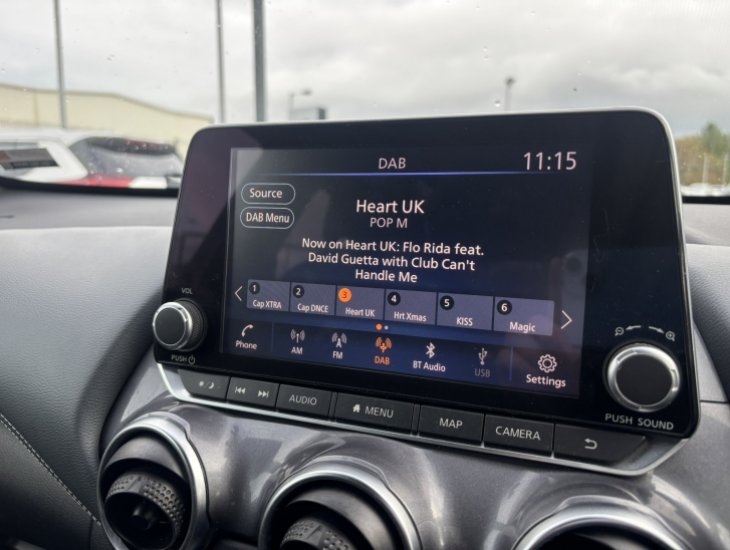 DAB
11:15
Source
DAB Menu
Heart UK
POP M
Now on Heart UK: Flo Rida feat.
David Guetta with Club Can't
Handle Me
1 Cap XTRA
2 Cap DNCE
3 Heart UK
4 Hrt Xmas
5 KISS
6 Magic
Phone
AM
FM
DAB
BT Audio
USB
Settings
VOL
PUSH
PUSH SOUND
AUDIO
MENU
MAP
CAMERA